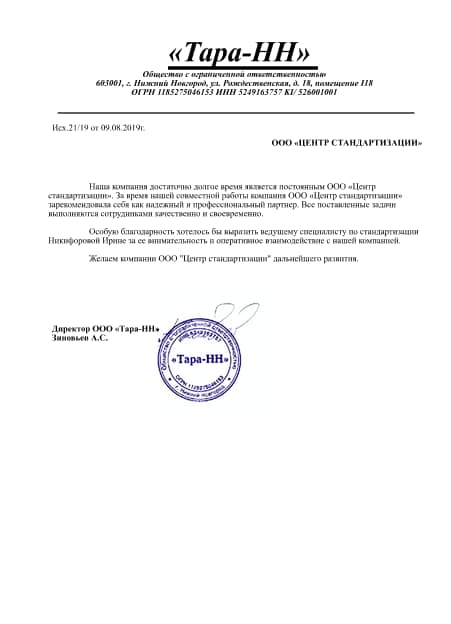 «Тара-НН»
Общество с ограниченной ответственностью
603001, г. Нижний Новгород, ул. Рождественская, д. 18, помещение 118
ОГРН 1185275046153 ИНН 5249163757 КI/ 526001001
Исх.21/19 от 09.08.2019г.
ООО «ЦЕНТР СТАНДАРТИЗАЦИИ»
Наша компания достаточно долгое время является постоянным ООО «Центр
стандартизации». За время нашей совместной работы компания ООО «Центр стандартизации»
зарекомендовала себя как надежный и профессиональный партнер. Все поставленные задачи
выполняются сотрудниками качественно и своевременно.
Особую благодарность хотелось бы выразить ведущему специалисту по стандартизации
Никифоровой Ирине за ее внимательность и оперативное взаимодействие с нашей компанией.
Желаем компании ООО "Центр стандартизации" дальнейшего развития.
Директор ООО «Тара-НН»
Зиновьев А.С.
Общество с ограниченной ответственностью
ИНН 5249163757
"Тара-НН"
ОГРН 1185275046153
г. Нижний Новгород